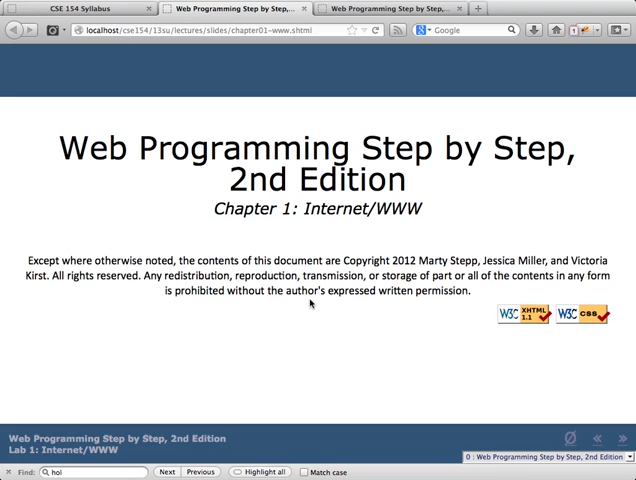 CSE 154 Syllabus
Web Programming Step by Step,...
Web Programming Step by Step,...
localhost/154/13su/lectures/slides/chapter01-www.shtml
Google
Web Programming Step by Step,
2nd Edition
Chapter 1: Internet/WWW
Except where otherwise noted, the contents of this document are Copyright 2012 Marty Stepp, Jessica Miller, and Victoria
Kirst. All rights reserved. Any redistribution, reproduction, transmission, or storage of part or all of the contents in any form
is prohibited without the author's expressed written permission.
W3C XHTML 1.1
W3C CSS
Web Programming Step by Step, 2nd Edition
Lab 1: Internet/WWW
0 : Web Programming Step by Step, 2nd Edition
Find: hol Next Previous Highlight all Match case